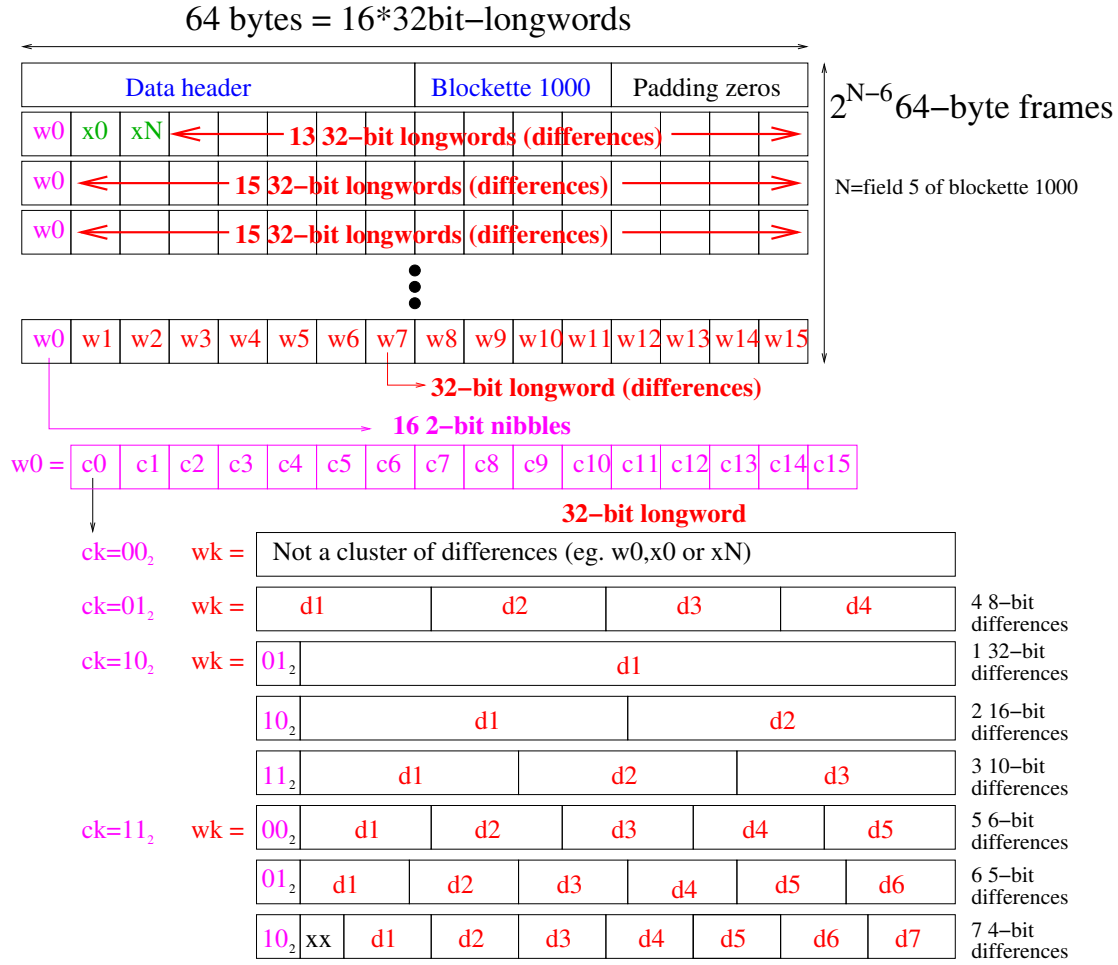 64 bytes = 16*32bit−longwords
Data header Blockette 1000 Padding zeros
2^N−6 64−byte frames
w0 x0 xN 13 32−bit longwords (differences)
w0 15 32−bit longwords (differences)
N=field 5 of blockette 1000
w0 15 32−bit longwords (differences)
w0 w1 w2 w3 w4 w5 w6 w7 w8 w9 w10 w11 w12 w13 w14 w15
32−bit longword (differences)
16 2−bit nibbles
w0 = c0 c1 c2 c3 c4 c5 c6 c7 c8 c9 c10 c11 c12 c13 c14 c15
32−bit longword
ck=00₂ wk = Not a cluster of differences (eg. w0,x0 or xN)
ck=01₂ wk = d1 d2 d3 d4 4 8−bit
differences
ck=10₂ wk = 01₂ d1 1 32−bit
differences
10₂ d1 d2 2 16−bit
differences
11₂ d1 d2 d3 3 10−bit
differences
ck=11₂ wk = 00₂ d1 d2 d3 d4 d5 5 6−bit
differences
01₂ d1 d2 d3 d4 d5 d6 6 5−bit
differences
10₂ xx d1 d2 d3 d4 d5 d6 d7 7 4−bit
differences